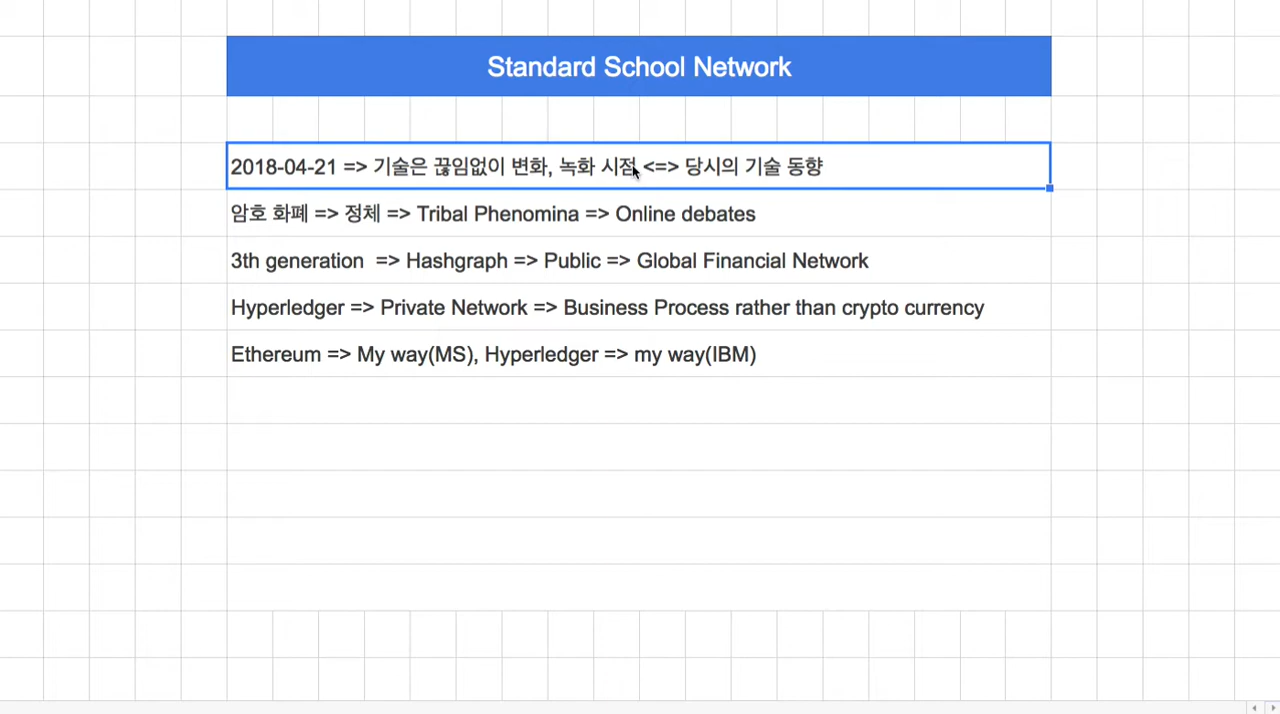 Standard School Network
2018-04-21 => 기술은 끊임없이 변화, 녹화 시점 <=> 당시의 기술 동향
암호 화폐 => 정체 => Tribal Phenomina => Online debates
3th generation  => Hashgraph => Public => Global Financial Network
Hyperledger => Private Network => Business Process rather than crypto currency
Ethereum => My way(MS), Hyperledger => my way(IBM)